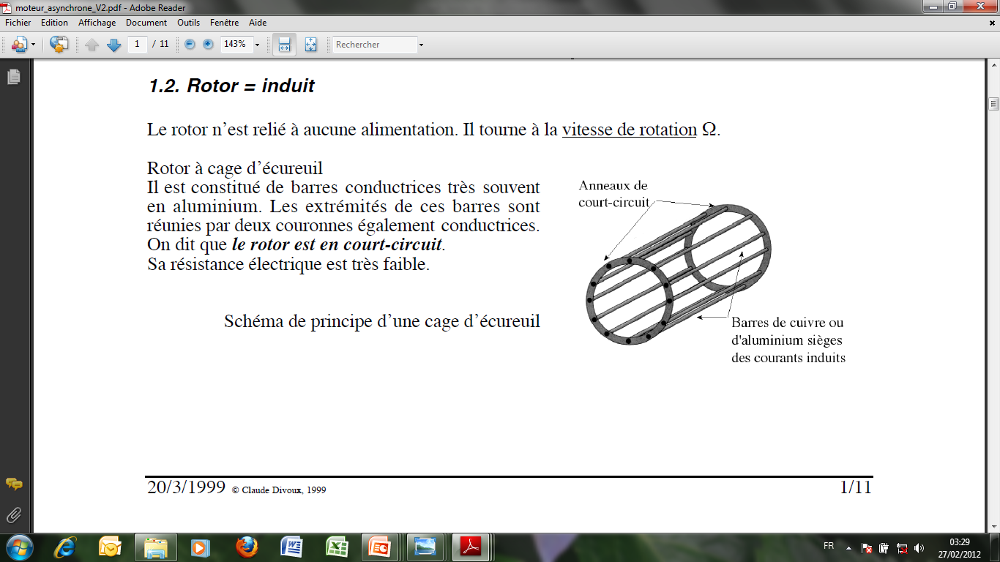 moteur_asynchrone_V2.pdf - Adobe Reader
Fichier Edition Affichage Document Outils Fenêtre Aide
1 / 11 143% Rechercher
1.2. Rotor = induit
Le rotor n’est relié à aucune alimentation. Il tourne à la vitesse de rotation Ω.
Rotor à cage d’écureuil
Il est constitué de barres conductrices très souvent
en aluminium. Les extrémités de ces barres sont
réunies par deux couronnes également conductrices.
On dit que le rotor est en court-circuit.
Sa résistance électrique est très faible.
Schéma de principe d’une cage d’écureuil
Anneaux de
court-circuit
Barres de cuivre ou
d'aluminium sièges
des courants induits
20/3/1999 © Claude Divoux, 1999 1/11
FR 03:29
27/02/2012